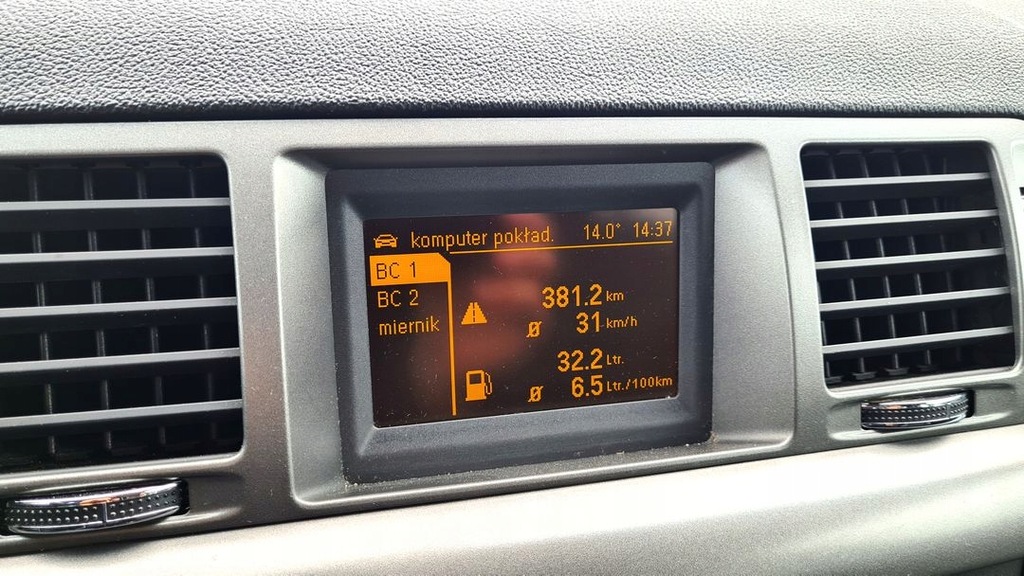 komputer pokład. 14.0° 14:37
BC 1
BC 2
miernik
381.2 km
Ø 31 km/h
32.2 Ltr.
Ø 6.5 Ltr./100km